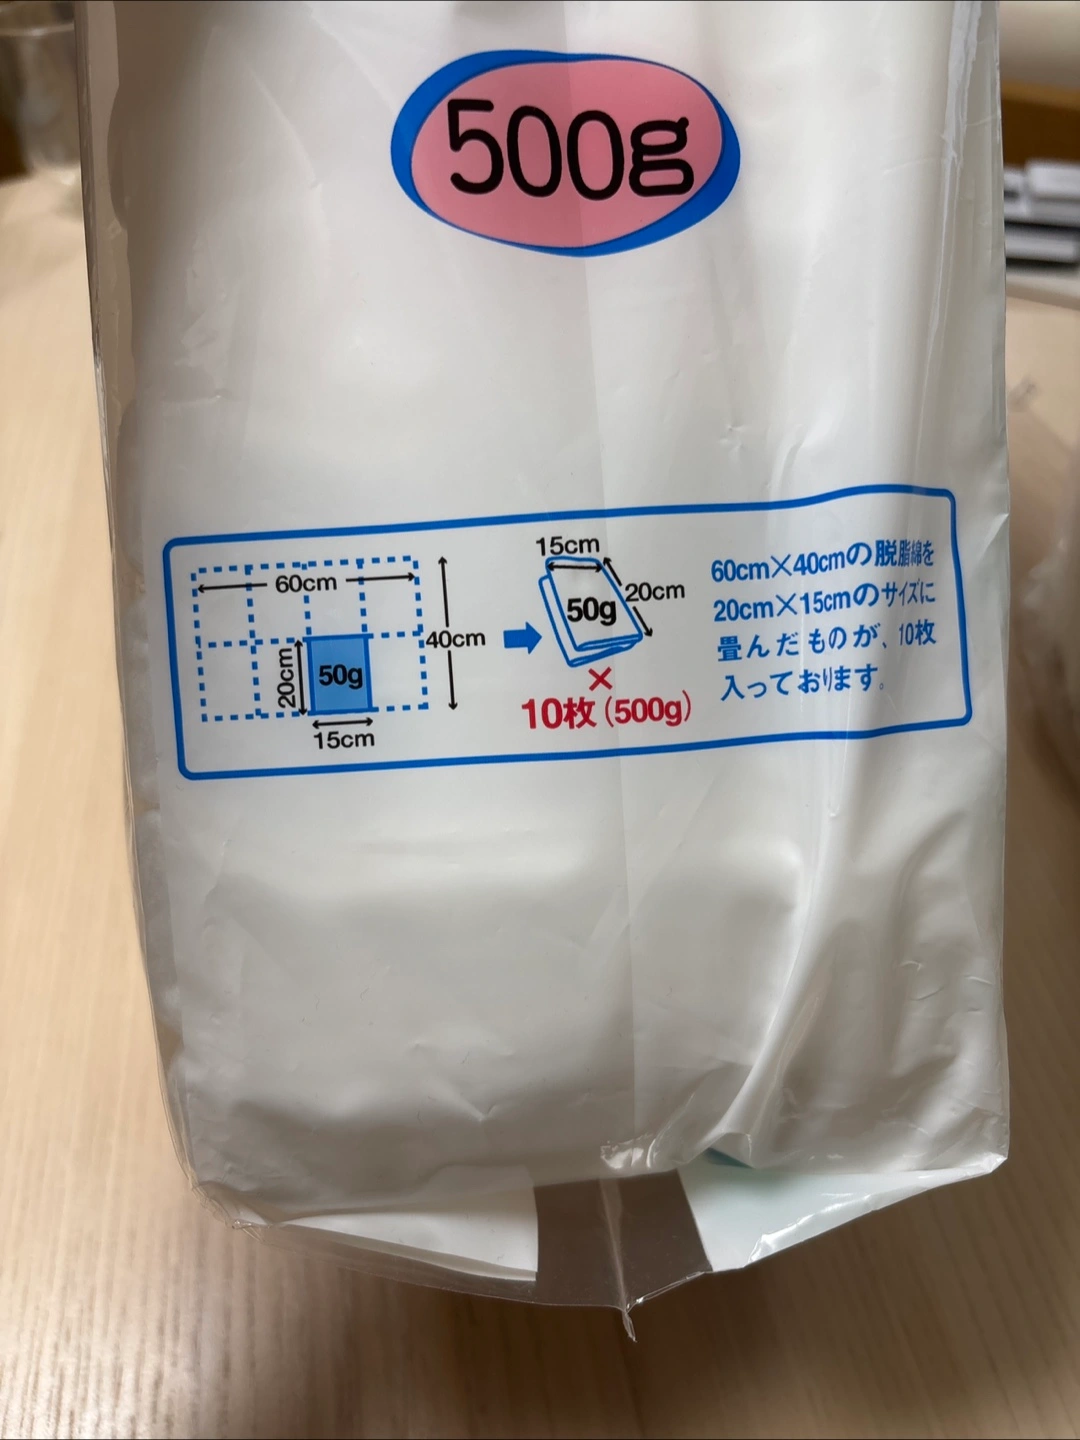 500g
60cm
40cm
20cm
50g
15cm
15cm
20cm
50g
×
10枚(500g)
60cm×40cmの脱脂綿を
20cm×15cmのサイズに
畳んだものが、10枚
入っております。